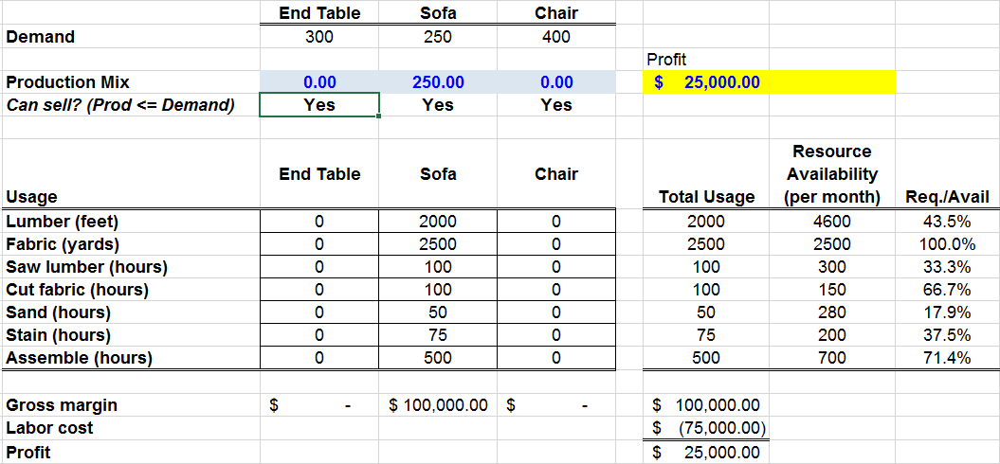 End Table Sofa Chair
Demand 300 250 400
Profit
Production Mix 0.00 250.00 0.00 $ 25,000.00
Can sell? (Prod <= Demand) Yes Yes Yes
Resource
End Table Sofa Chair Availability
Usage Total Usage (per month) Req./Avail
Lumber (feet) 0 2000 0 2000 4600 43.5%
Fabric (yards) 0 2500 0 2500 2500 100.0%
Saw lumber (hours) 0 100 0 100 300 33.3%
Cut fabric (hours) 0 100 0 100 150 66.7%
Sand (hours) 0 50 0 50 280 17.9%
Stain (hours) 0 75 0 75 200 37.5%
Assemble (hours) 0 500 0 500 700 71.4%
Gross margin $ - $ 100,000.00 $ - $ 100,000.00
Labor cost $ (75,000.00)
Profit $ 25,000.00